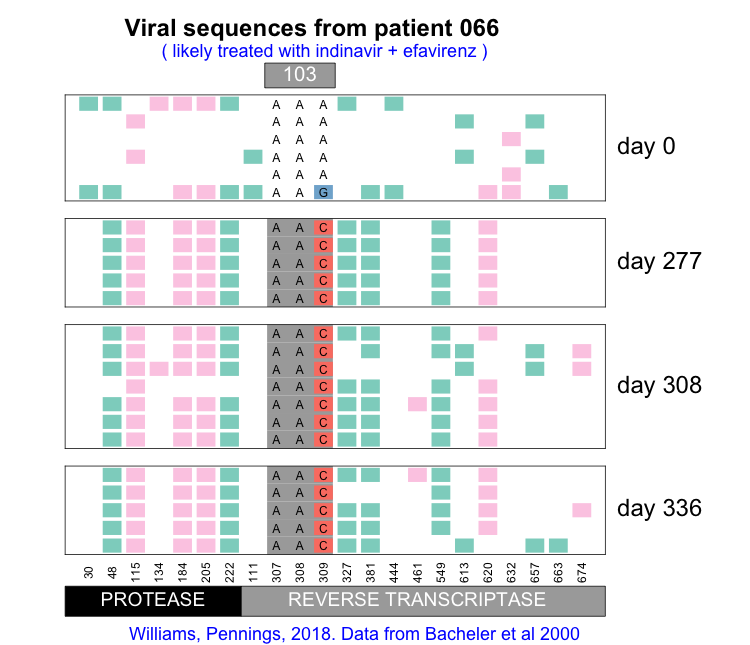 Viral sequences from patient 066
( likely treated with indinavir + efavirenz )
103
A A A
A A A
A A A
A A A
A A A
A A G
day 0
A A C
A A C
A A C
A A C
A A C
day 277
A A C
A A C
A A C
A A C
A A C
A A C
A A C
day 308
A A C
A A C
A A C
A A C
A A C
day 336
30 48 115 134 184 205 222 111 307 308 309 327 381 444 461 549 613 620 632 657 663 674
PROTEASE REVERSE TRANSCRIPTASE
Williams, Pennings, 2018. Data from Bacheler et al 2000